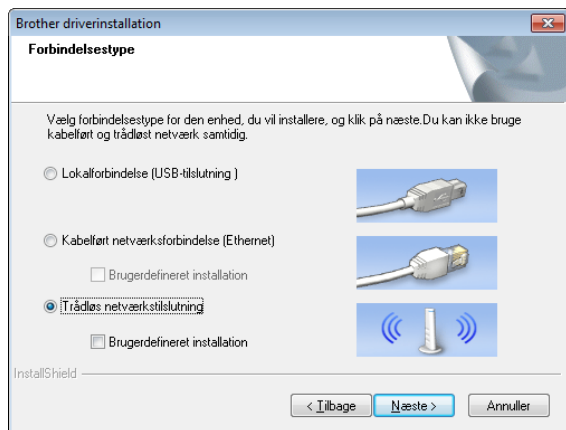 Brother driverinstallation
Forbindelsestype
Vælg forbindelsestype for den enhed, du vil installere, og klik på næste.Du kan ikke bruge
kabelført og trådløst netværk samtidig.
Lokalforbindelse (USB-tilslutning )
Kabelført netværksforbindelse (Ethernet)
Brugerdefineret installation
Trådløs netværkstilslutning
Brugerdefineret installation
InstallShield
< Tilbage Næste > Annuller